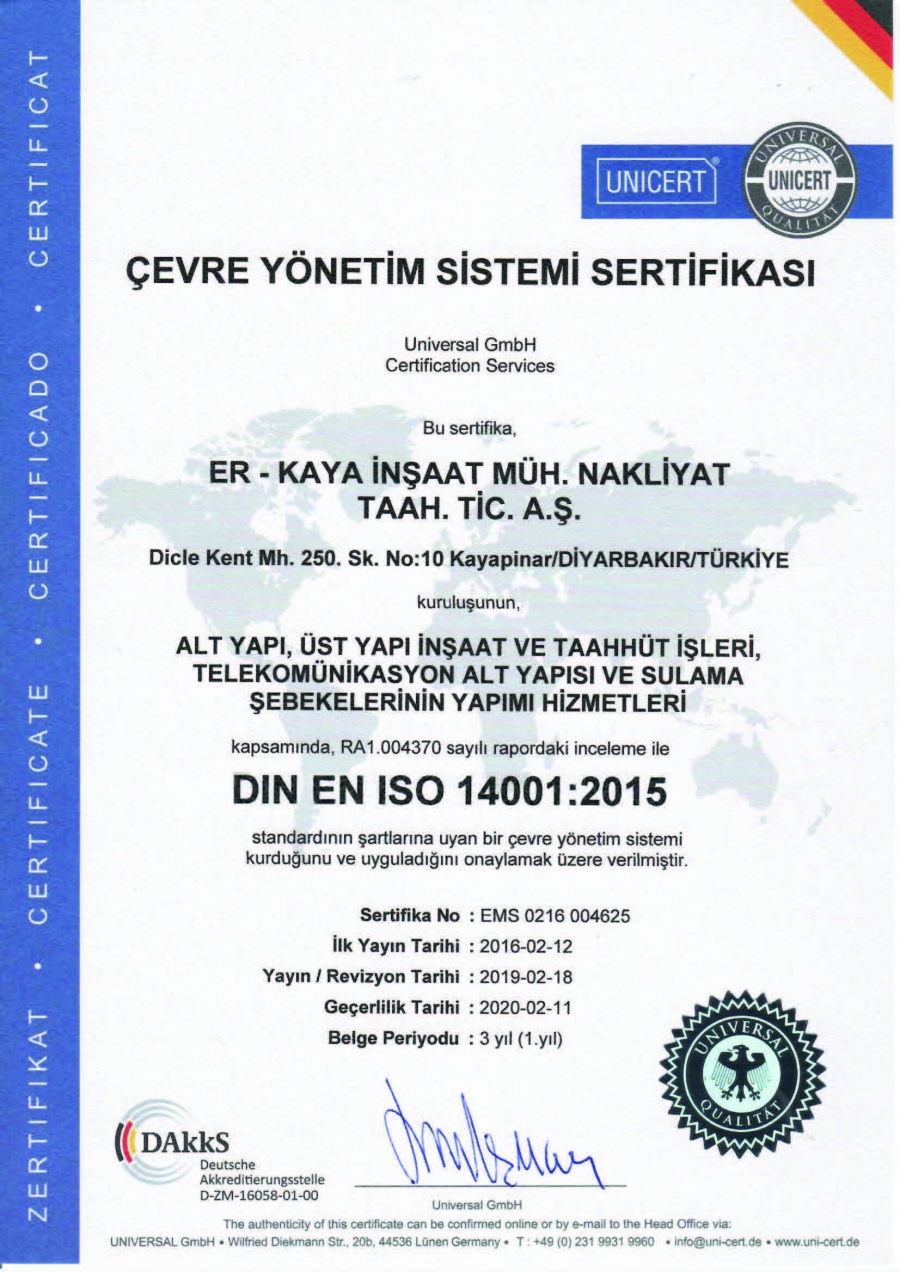 ZERTIFIKAT • CERTIFICATE • CERTIFICADO • CERTIFICAT
UNICERT®
UNIVERSAL
UNICERT
QUALITÄT
ÇEVRE YÖNETİM SİSTEMİ SERTİFİKASI
Universal GmbH
Certification Services
Bu sertifika,
ER - KAYA İNŞAAT MÜH. NAKLİYAT
TAAH. TİC. A.Ş.
Dicle Kent Mh. 250. Sk. No:10 Kayapinar/DİYARBAKIR/TÜRKİYE
kuruluşunun,
ALT YAPI, ÜST YAPI İNŞAAT VE TAAHHÜT İŞLERİ,
TELEKOMÜNİKASYON ALT YAPISI VE SULAMA
ŞEBEKELERİNİN YAPIMI HİZMETLERİ
kapsamında, RA1.004370 sayılı rapordaki inceleme ile
DIN EN ISO 14001:2015
standardının şartlarına uyan bir çevre yönetim sistemi
kurduğunu ve uyguladığını onaylamak üzere verilmiştir.
Sertifika No : EMS 0216 004625
İlk Yayın Tarihi : 2016-02-12
Yayın / Revizyon Tarihi : 2019-02-18
Geçerlilik Tarihi : 2020-02-11
Belge Periyodu : 3 yıl (1.yıl)
UNIVERSAL
QUALITÄT
DAkkS
Deutsche
Akkreditierungsstelle
D-ZM-16058-01-00
Universal GmbH
The authenticity of this certificate can be confirmed online or by e-mail to the Head Office via:
UNIVERSAL GmbH • Wilfried Diekmann Str., 20b, 44536 Lünen Germany • T : +49 (0) 231 9931 9960 • info@uni-cert.de • www.uni-cert.de